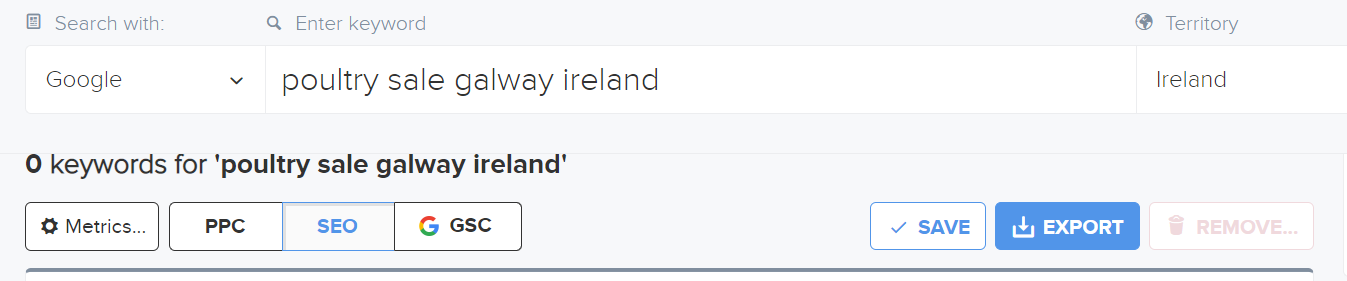 Search with: Enter keyword Territory
Google poultry sale galway ireland Ireland
0 keywords for 'poultry sale galway ireland'
Metrics... PPC SEO GSC SAVE EXPORT REMOVE...